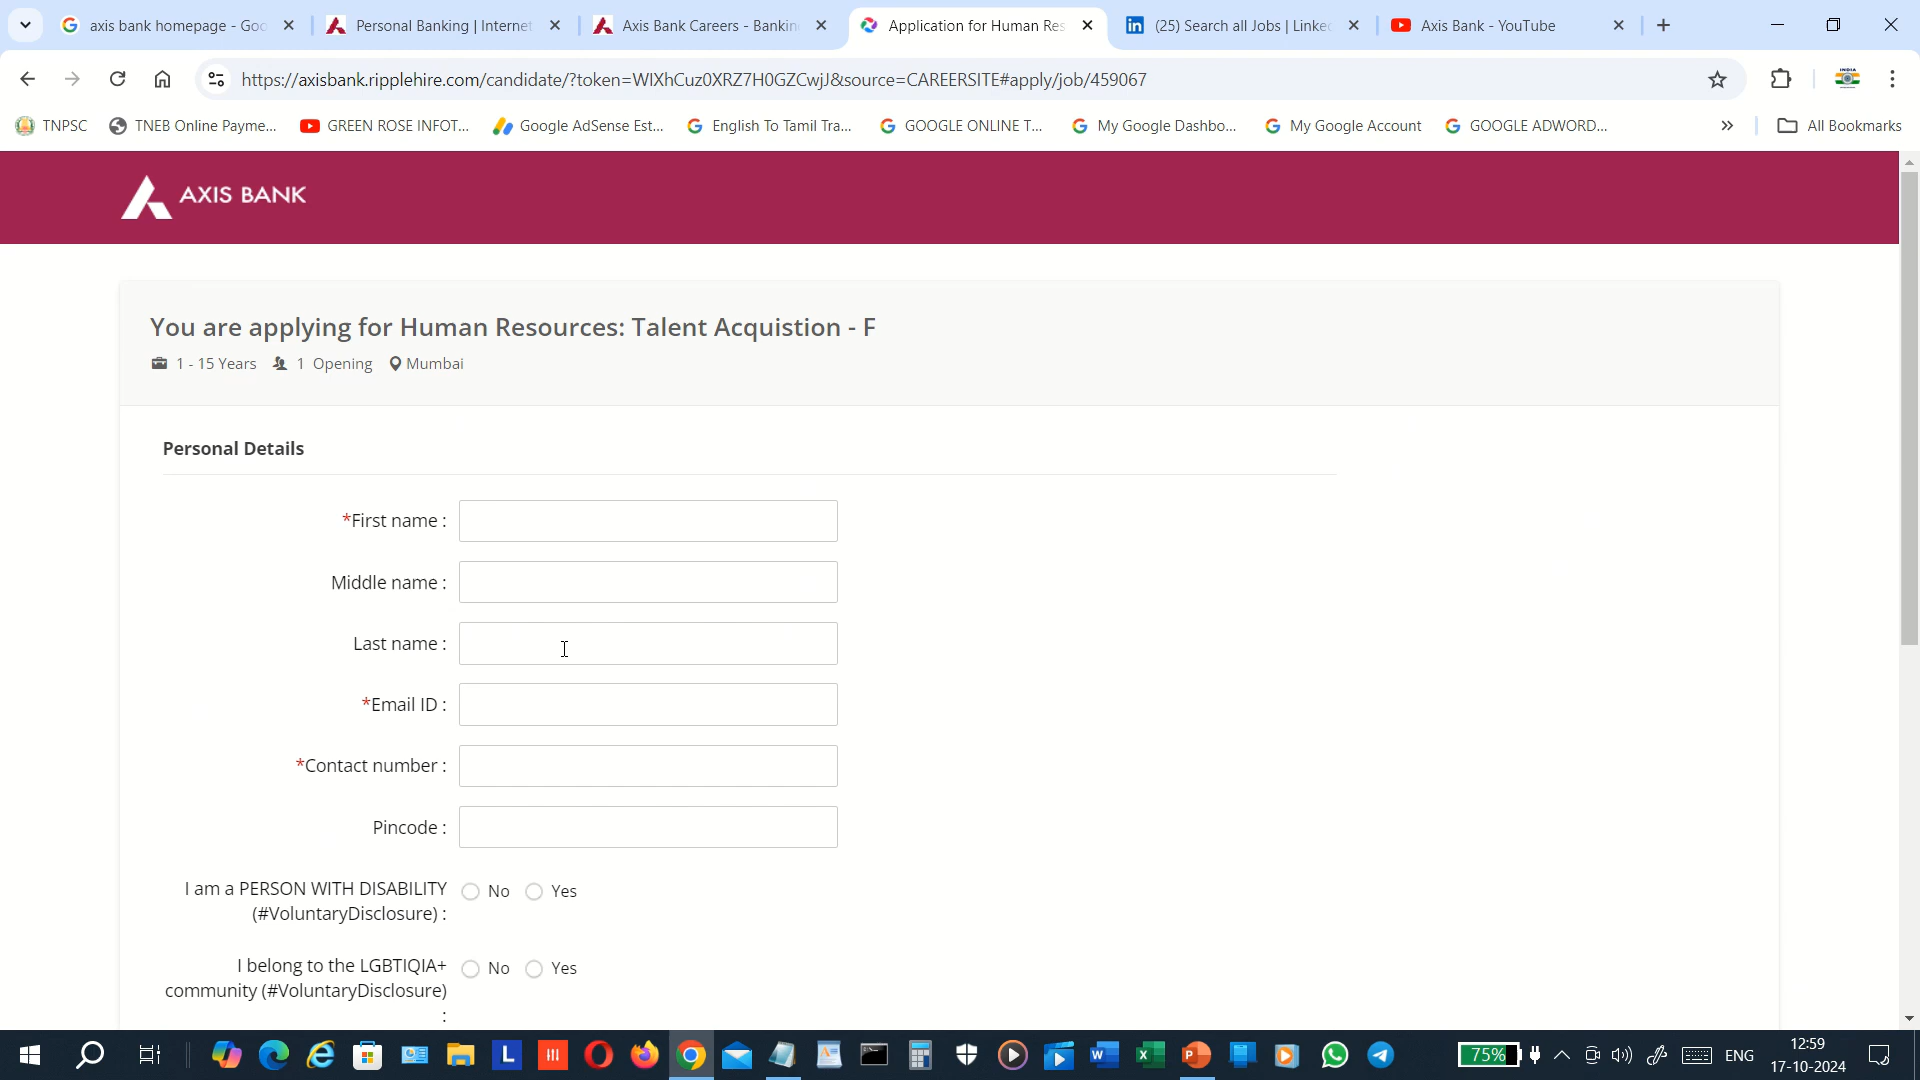 axis bank homepage - Goo
Personal Banking | Internet
Axis Bank Careers - Bankin
Application for Human Res
(25) Search all Jobs | Linke
Axis Bank - YouTube
https://axisbank.ripplehire.com/candidate/?token=WlXhCuz0XRZ7H0GZCwjJ&source=CAREERSITE#apply/job/459067
TNPSC
TNEB Online Payme...
GREEN ROSE INFOT...
Google AdSense Est...
English To Tamil Tra...
GOOGLE ONLINE T...
My Google Dashbo...
My Google Account
GOOGLE ADWORD...
All Bookmarks
AXIS BANK
You are applying for Human Resources: Talent Acquistion - F
1 - 15 Years 1 Opening Mumbai
Personal Details
*First name :
Middle name :
Last name :
*Email ID :
*Contact number :
Pincode :
I am a PERSON WITH DISABILITY No Yes
(#VoluntaryDisclosure) :
I belong to the LGBTIQIA+ No Yes
community (#VoluntaryDisclosure)
:
75% ENG 12:59
17-10-2024